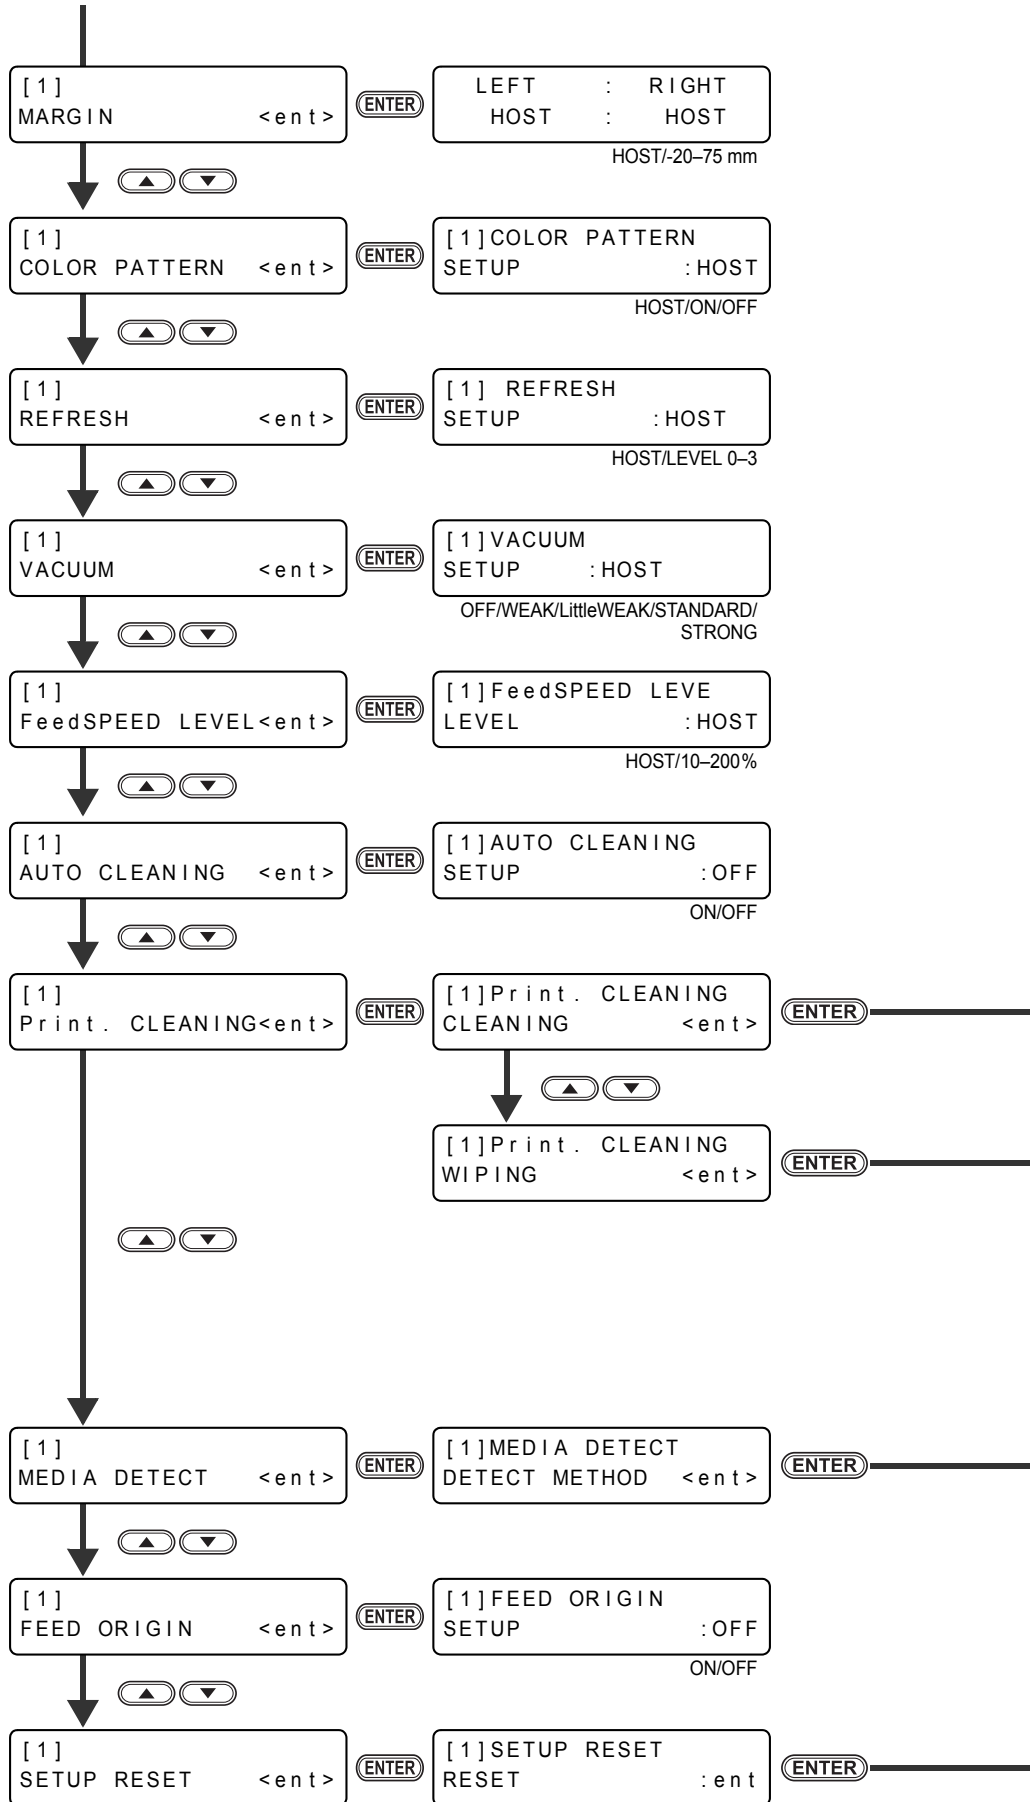 [1]
MARGIN <ent>
ENTER
LEFT : RIGHT
HOST : HOST
HOST/-20–75 mm
[1]
COLOR PATTERN <ent>
ENTER
[1]COLOR PATTERN
SETUP :HOST
HOST/ON/OFF
[1]
REFRESH <ent>
ENTER
[1] REFRESH
SETUP :HOST
HOST/LEVEL 0–3
[1]
VACUUM <ent>
ENTER
[1]VACUUM
SETUP :HOST
OFF/WEAK/LittleWEAK/STANDARD/
STRONG
[1]
FeedSPEED LEVEL<ent>
ENTER
[1]FeedSPEED LEVE
LEVEL :HOST
HOST/10–200%
[1]
AUTO CLEANING <ent>
ENTER
[1]AUTO CLEANING
SETUP :OFF
ON/OFF
[1]
Print. CLEANING<ent>
ENTER
[1]Print. CLEANING
CLEANING <ent>
ENTER
[1]Print. CLEANING
WIPING <ent>
ENTER
[1]
MEDIA DETECT <ent>
ENTER
[1]MEDIA DETECT
DETECT METHOD <ent>
ENTER
[1]
FEED ORIGIN <ent>
ENTER
[1]FEED ORIGIN
SETUP :OFF
ON/OFF
[1]
SETUP RESET <ent>
ENTER
[1]SETUP RESET
RESET :ent
ENTER